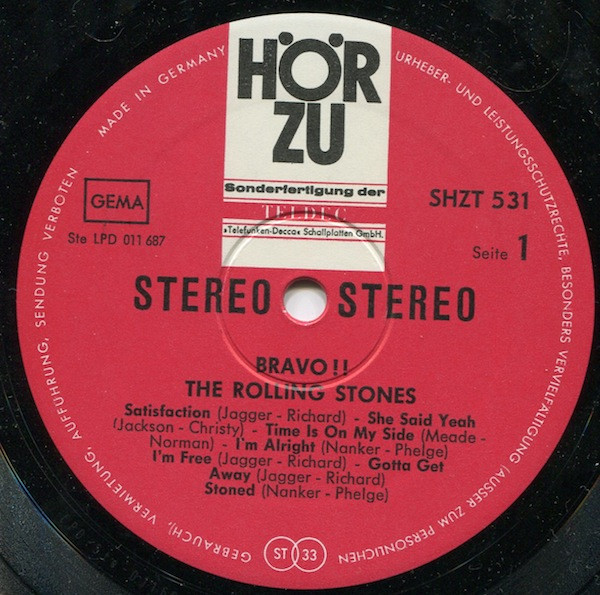 HÖR
ZU
Sonderfertigung der
TELDEC
»Telefunken-Decca« Schallplatten GmbH.
GEMA
Ste LPD 011 687
SHZT 531
Seite 1
STEREO STEREO
BRAVO!!
THE ROLLING STONES
Satisfaction (Jagger - Richard) - She Said Yeah
(Jackson - Christy) - Time Is On My Side (Meade -
Norman) - I'm Alright (Nanker - Phelge)
I'm Free (Jagger - Richard) - Gotta Get
Away (Jagger - Richard)
Stoned (Nanker - Phelge)
ST 33
MADE IN GERMANY
URHEBER- UND LEISTUNGSSCHUTZRECHTE, BESONDERS VERVIELFÄLTIGUNG (AUSSER ZUM PERSÖNLICHEN
GEBRAUCH), VERMIETUNG, AUFFÜHRUNG, SENDUNG VERBOTEN